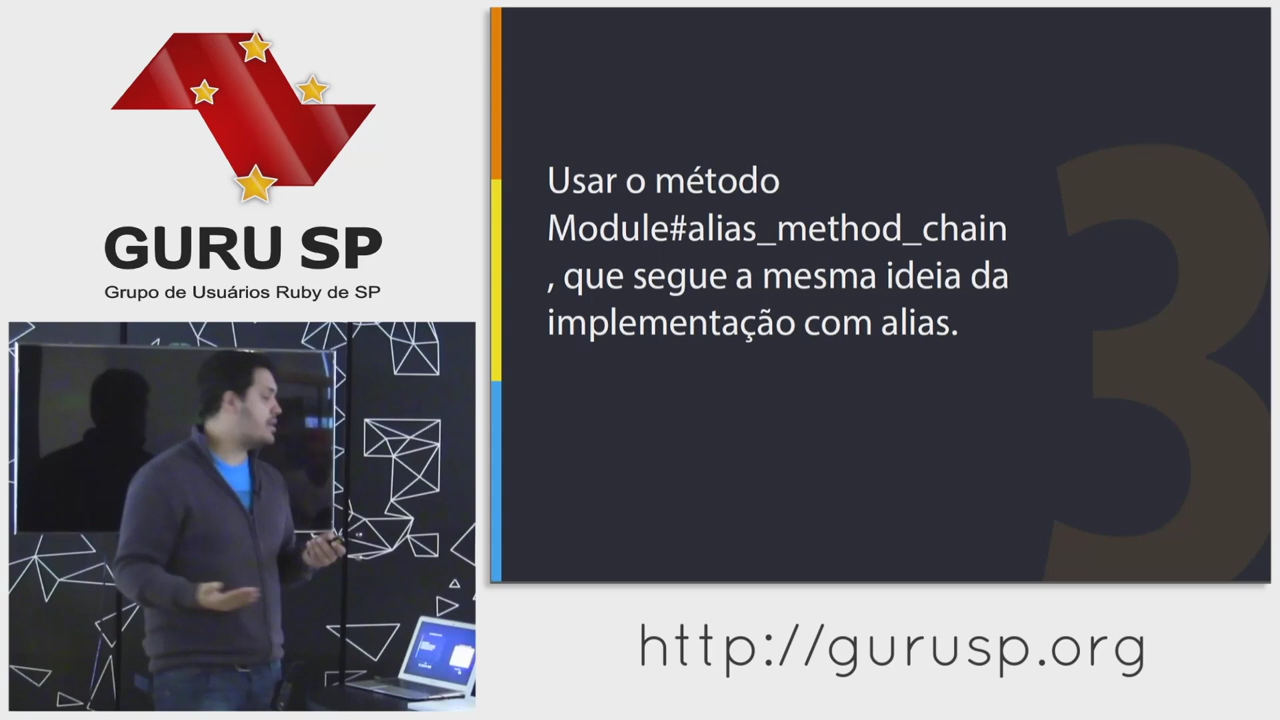 GURU SP
Grupo de Usuários Ruby de SP
Usar o método
Module#alias_method_chain
, que segue a mesma ideia da
implementação com alias.
3
http://gurusp.org